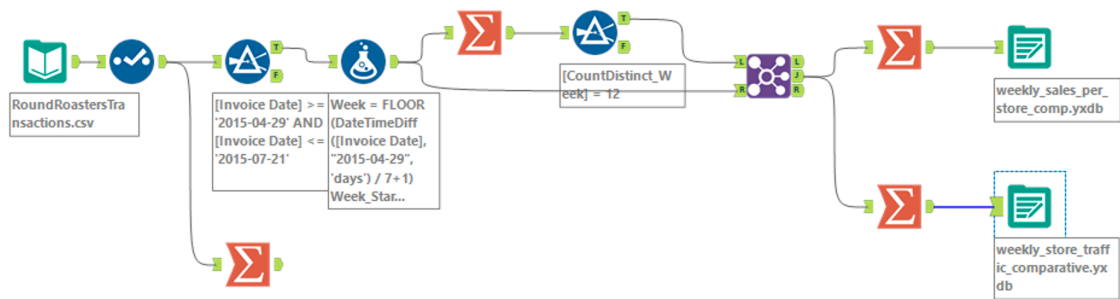 RoundRoastersTra
nsactions.csv
[Invoice Date] >=
'2015-04-29' AND
[Invoice Date] <=
'2015-07-21'
Week = FLOOR
(DateTimeDiff
([Invoice Date],
"2015-04-29",
'days') / 7+1)
Week_Star...
[CountDistinct_W
eek] = 12
weekly_sales_per_
store_comp.yxdb
weekly_store_traff
ic_comparative.yx
db
T
F
T
F
L
R
L
J
R